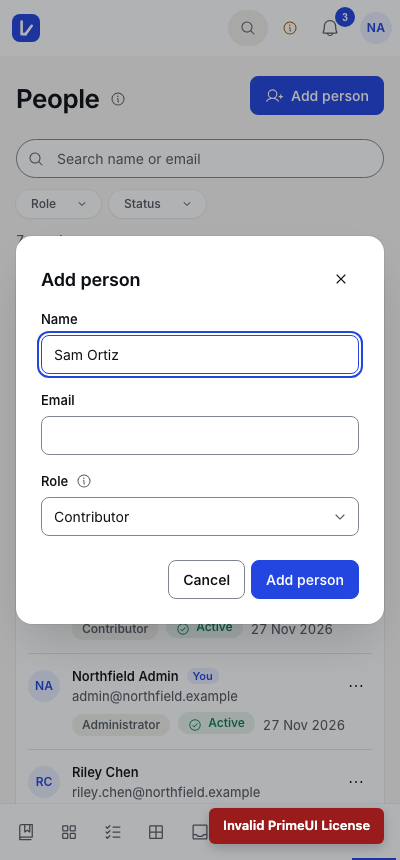 3
NA
People
Add person
Search name or email
Role
Status
Add person
Name
Sam Ortiz
Email
Role
Contributor
Cancel
Add person
Contributor
Active
27 Nov 2026
NA
Northfield Admin
You
admin@northfield.example
Administrator
Active
27 Nov 2026
RC
Riley Chen
riley.chen@northfield.example
Invalid PrimeUI License